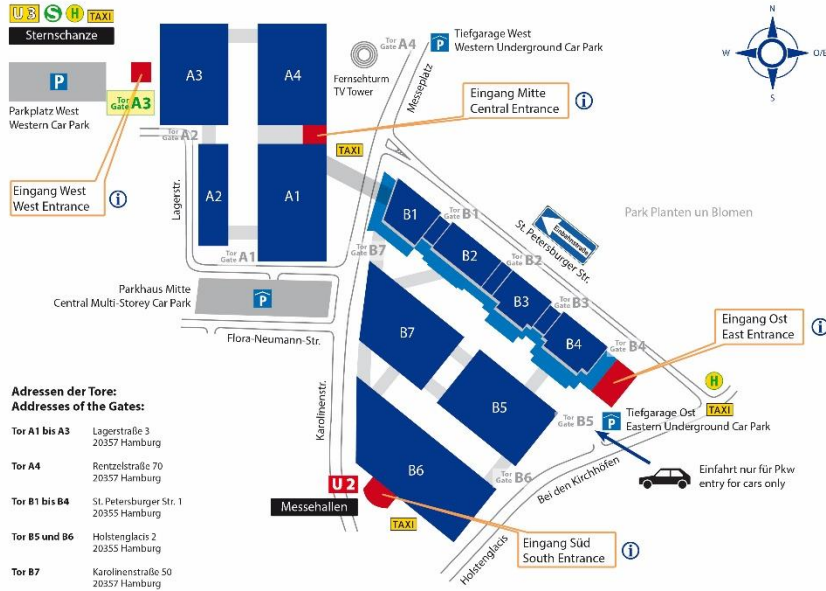 U3 S H TAXI
Sternschanze
P
Parkplatz West
Western Car Park
Tor
Gate A3
Eingang West
West Entrance
i
A3
A4
Tor
Gate A2
A2
A1
Lagerstr.
Tor
Gate A1
Fernsehturm
TV Tower
Tor
Gate A4
Messeplatz
P
Tiefgarage West
Western Underground Car Park
Eingang Mitte
Central Entrance
i
TAXI
N
W
O/E
S
Parkhaus Mitte
Central Multi-Storey Car Park
P
Flora-Neumann-Str.
Karolinenstr.
B1
Tor
Gate B1
B2
Tor
Gate B2
B3
Tor
Gate B3
B4
Tor
Gate B4
Tor
Gate B7
B7
B5
B6
Einbahnstraße
St. Petersburger Str.
Park Planten un Blomen
Eingang Ost
East Entrance
i
H
TAXI
Tor
Gate B5
P
Tiefgarage Ost
Eastern Underground Car Park
Tor
Gate B6
Bei den Kirchhöfen
Einfahrt nur für Pkw
entry for cars only
U2
Messehallen
TAXI
Holstenglacis
Eingang Süd
South Entrance
i
Adressen der Tore:
Addresses of the Gates:
Tor A1 bis A3 Lagerstraße 3
20357 Hamburg
Tor A4 Rentzelstraße 70
20357 Hamburg
Tor B1 bis B4 St. Petersburger Str. 1
20355 Hamburg
Tor B5 und B6 Holstenglacis 2
20355 Hamburg
Tor B7 Karolinenstraße 50
20357 Hamburg